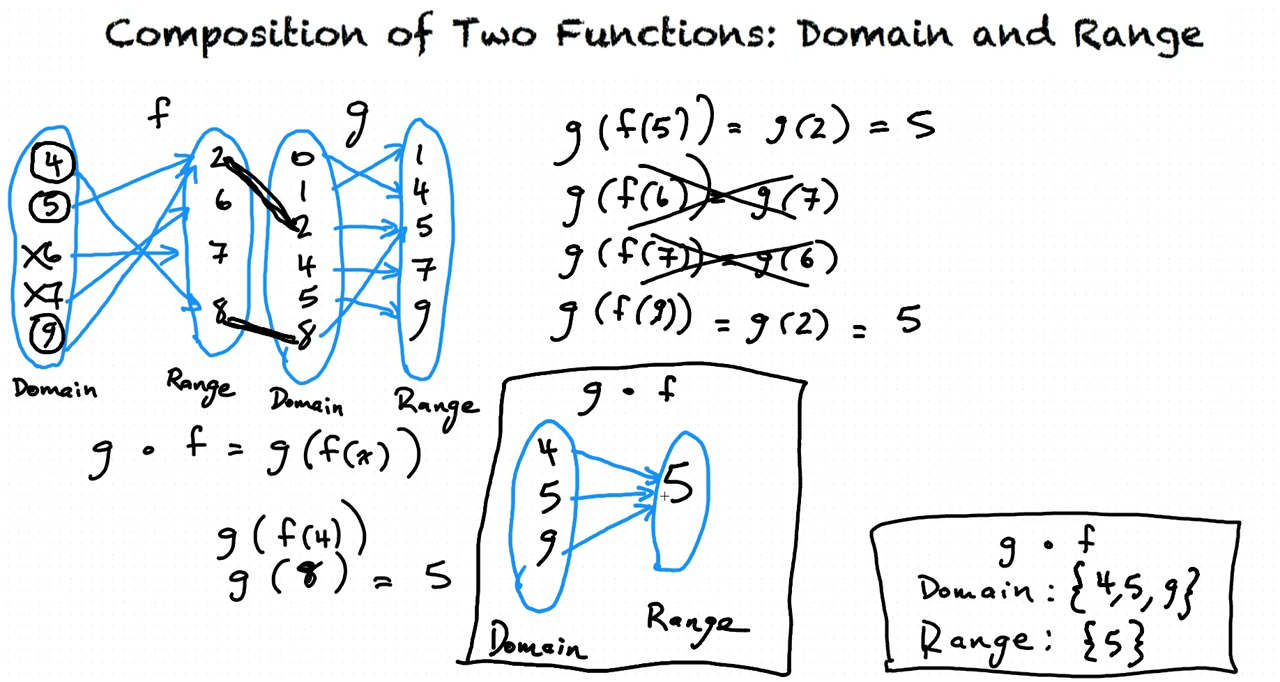 Composition of Two Functions: Domain and Range
f g
4 2 0 1
5 6 1 4
x6 7 2 5
x7 8 4 7
9 5 9
8
Domain Range Domain Range
g • f = g(f(x))
g(f(4))
g(8) = 5
g(f(5)) = g(2) = 5
g(f(6)) = g(7)
g(f(7)) = g(6)
g(f(9)) = g(2) = 5
g • f
4 5
5
9
Domain Range
g • f
Domain: {4,5,9}
Range: {5}